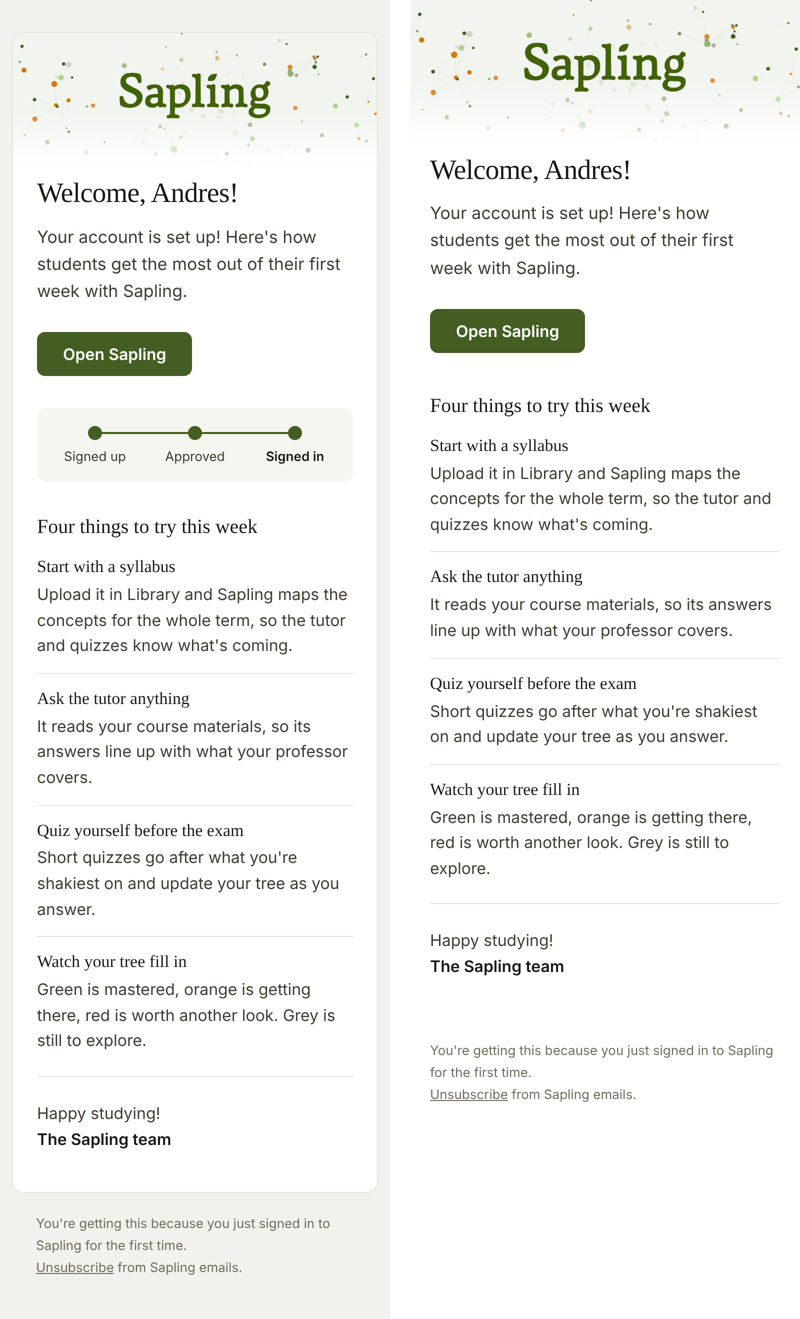 Sapling
Welcome, Andres!
Your account is set up! Here's how
students get the most out of their first
week with Sapling.
Open Sapling
Signed up
Approved
Signed in
Four things to try this week
Start with a syllabus
Upload it in Library and Sapling maps the
concepts for the whole term, so the tutor
and quizzes know what's coming.
Ask the tutor anything
It reads your course materials, so its
answers line up with what your professor
covers.
Quiz yourself before the exam
Short quizzes go after what you're
shakiest on and update your tree as you
answer.
Watch your tree fill in
Green is mastered, orange is getting
there, red is worth another look. Grey is
still to explore.
Happy studying!
The Sapling team
You're getting this because you just signed in to
Sapling for the first time.
Unsubscribe from Sapling emails.
Sapling
Welcome, Andres!
Your account is set up! Here's how
students get the most out of their first
week with Sapling.
Open Sapling
Four things to try this week
Start with a syllabus
Upload it in Library and Sapling maps the
concepts for the whole term, so the tutor and
quizzes know what's coming.
Ask the tutor anything
It reads your course materials, so its answers
line up with what your professor covers.
Quiz yourself before the exam
Short quizzes go after what you're shakiest
on and update your tree as you answer.
Watch your tree fill in
Green is mastered, orange is getting there,
red is worth another look. Grey is still to
explore.
Happy studying!
The Sapling team
You're getting this because you just signed in to Sapling
for the first time.
Unsubscribe from Sapling emails.